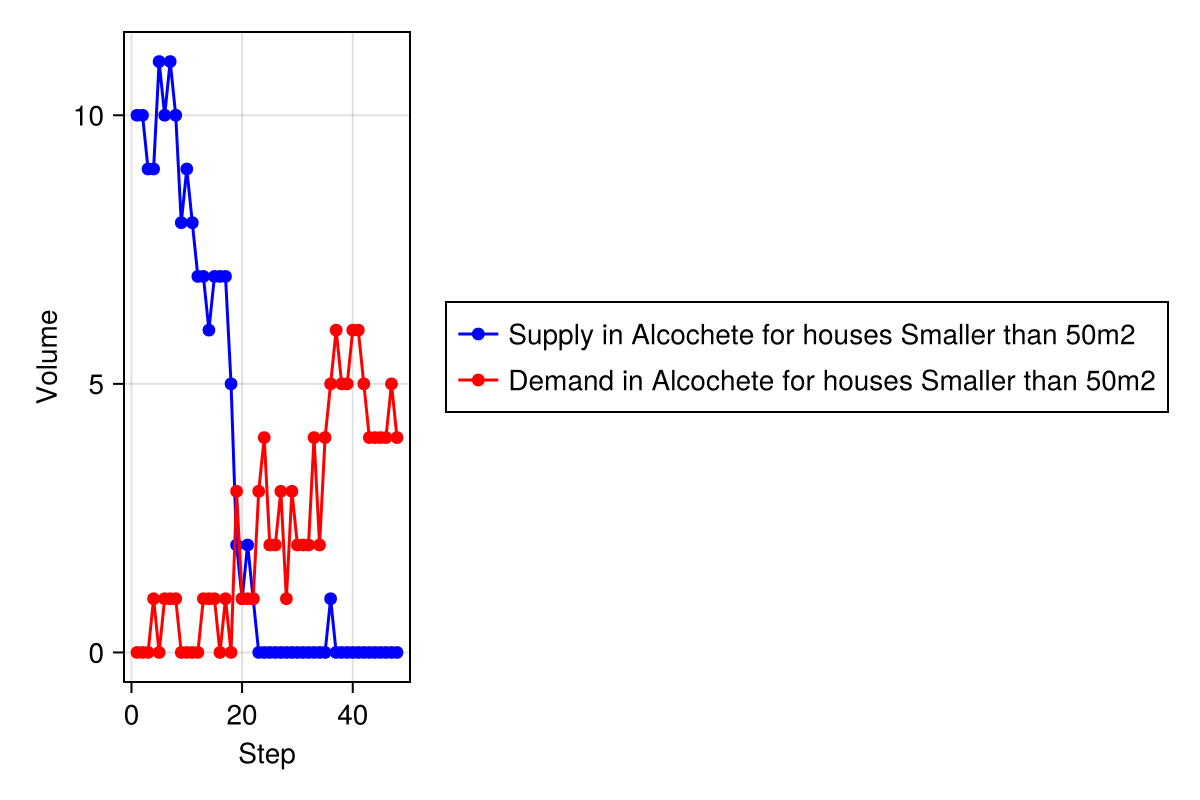 10
5
0
Volume
0 20 40
Step
Supply in Alcochete for houses Smaller than 50m2
Demand in Alcochete for houses Smaller than 50m2